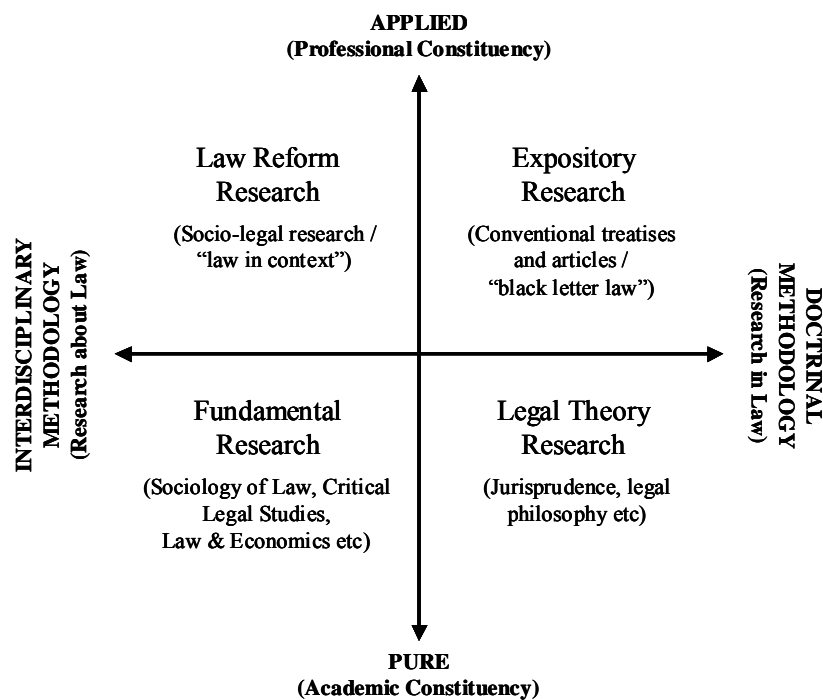 APPLIED
(Professional Constituency)
Law Reform
Research
(Socio-legal research /
“law in context”)
Expository
Research
(Conventional treatises
and articles /
“black letter law”)
INTERDISCIPLINARY
METHODOLOGY
(Research about Law)
DOCTRINAL
METHODOLOGY
(Research in Law)
Fundamental
Research
(Sociology of Law, Critical
Legal Studies,
Law & Economics etc)
Legal Theory
Research
(Jurisprudence, legal
philosophy etc)
PURE
(Academic Constituency)